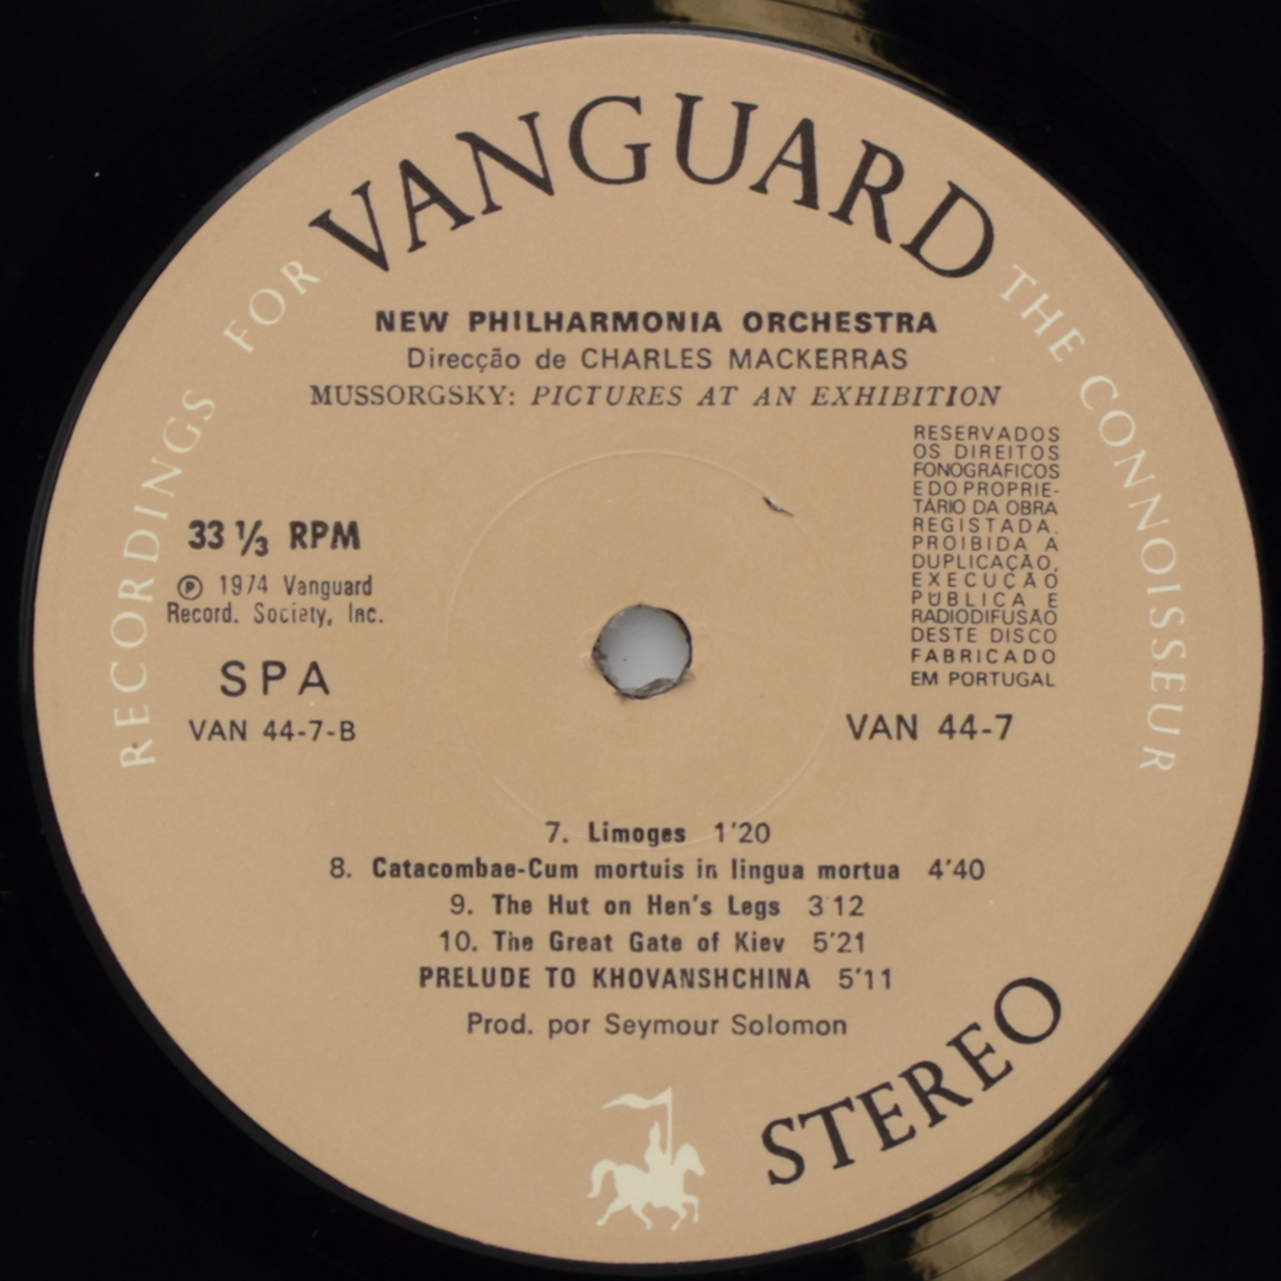 VANGUARD
RECORDINGS FOR THE CONNOISSEUR
NEW PHILHARMONIA ORCHESTRA
Direcção de CHARLES MACKERRAS
MUSSORGSKY: PICTURES AT AN EXHIBITION
RESERVADOS
OS DIREITOS
FONOGRÁFICOS
E DO PROPRIE-
TÁRIO DA OBRA
REGISTADA.
PROIBIDA A
DUPLICAÇÃO,
EXECUÇÃO
PÚBLICA E
RADIODIFUSÃO
DESTE DISCO
FABRICADO
EM PORTUGAL
33 ⅓ RPM
℗ 1974 Vanguard
Record. Society, Inc.
SPA
VAN 44-7-B
VAN 44-7
7. Limoges 1'20
8. Catacombae-Cum mortuis in lingua mortua 4'40
9. The Hut on Hen's Legs 3'12
10. The Great Gate of Kiev 5'21
PRELUDE TO KHOVANSHCHINA 5'11
Prod. por Seymour Solomon
STEREO